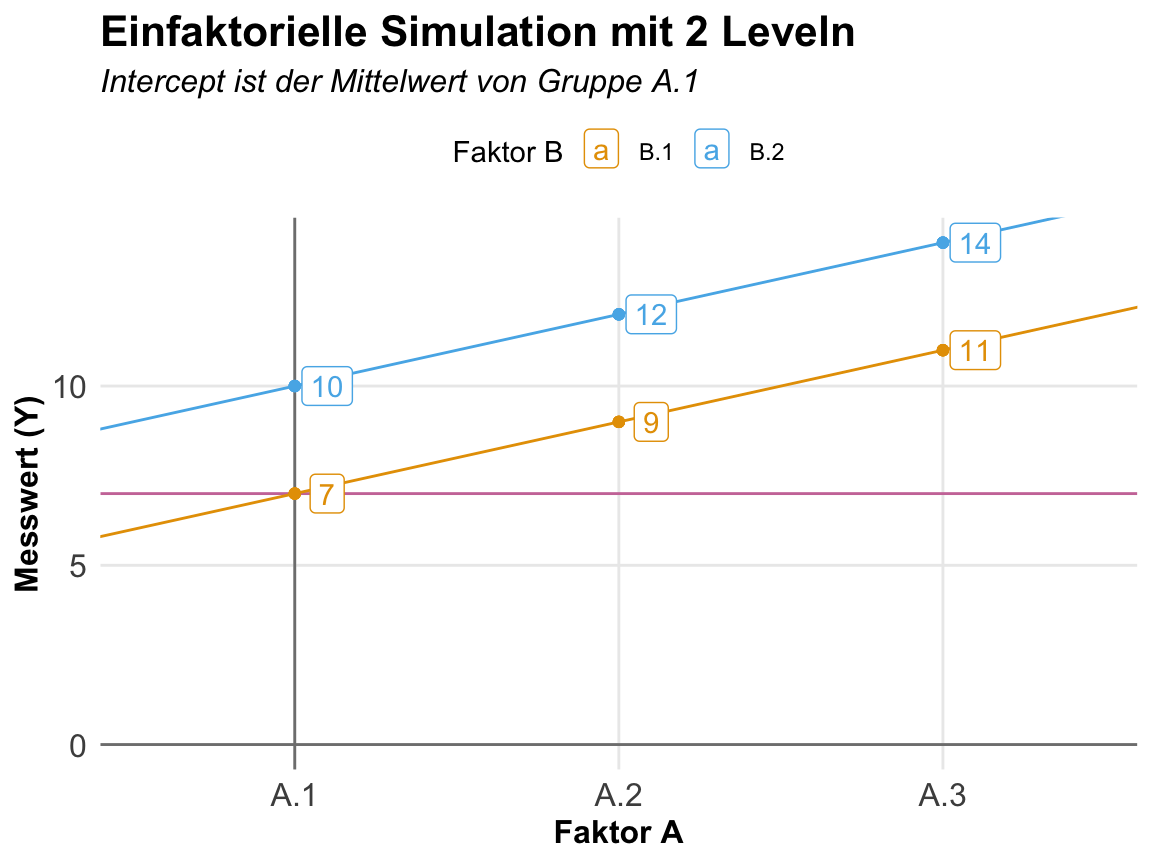 Einfaktorielle Simulation mit 2 Leveln
Intercept ist der Mittelwert von Gruppe A.1
Faktor B a B.1 a B.2
14
12
11
10
10
9
7
5
0
Messwert (Y)
A.1 A.2 A.3
Faktor A